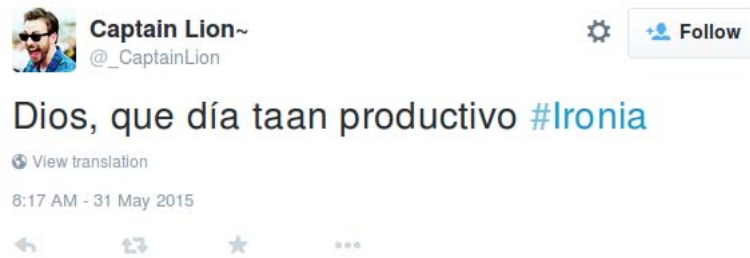 Captain Lion~
@_CaptainLion
Follow
Dios, que día taan productivo #Ironia
View translation
8:17 AM - 31 May 2015